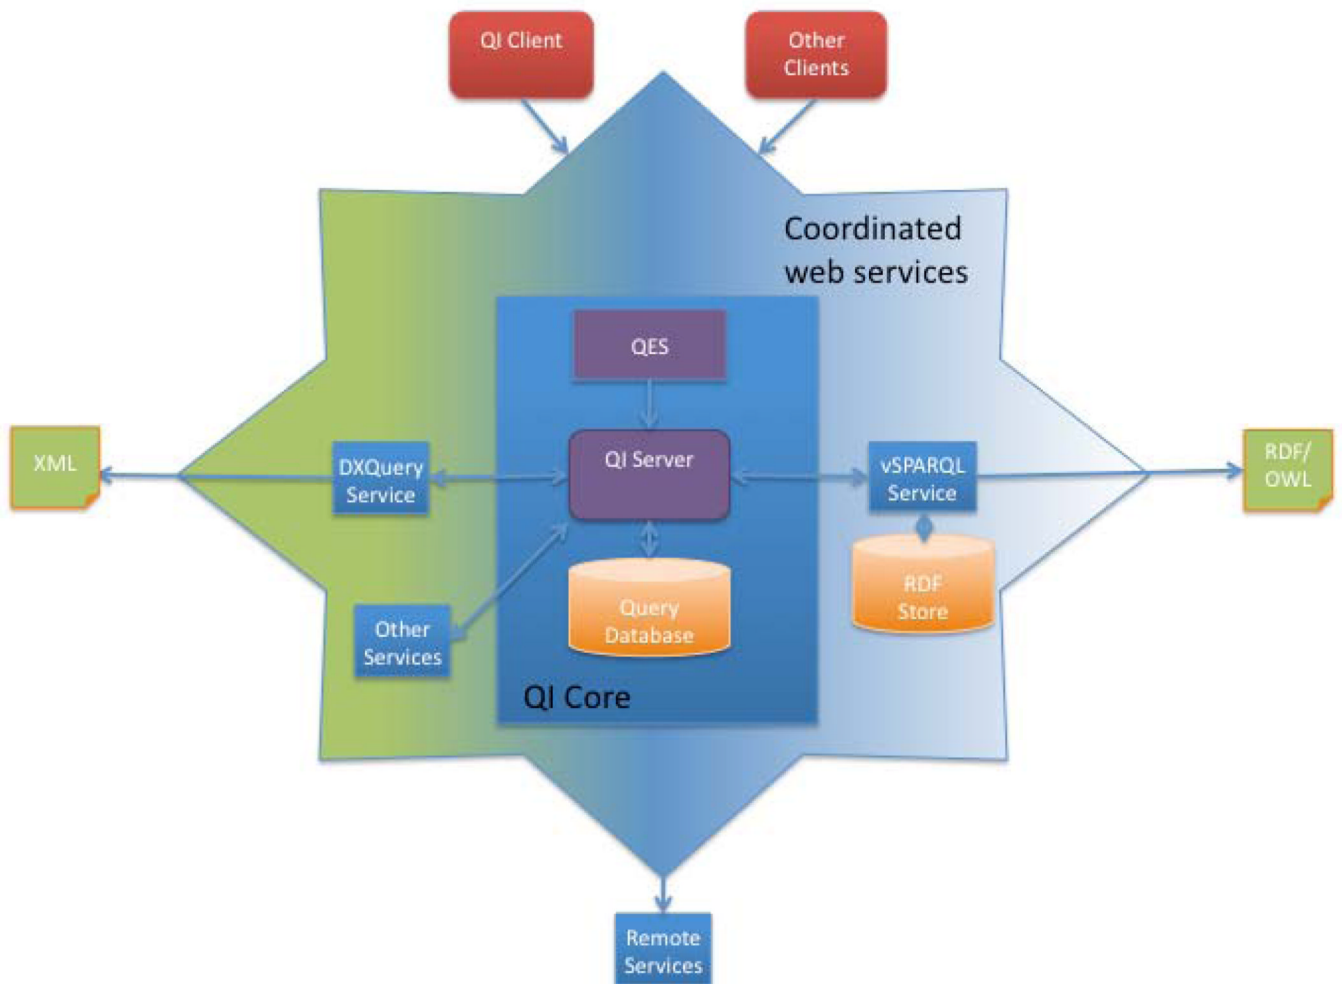 QI Client
Other
Clients
Coordinated
web services
QES
XML
DXQuery
Service
QI Server
vSPARQL
Service
RDF/
OWL
Other
Services
Query
Database
RDF
Store
QI Core
Remote
Services